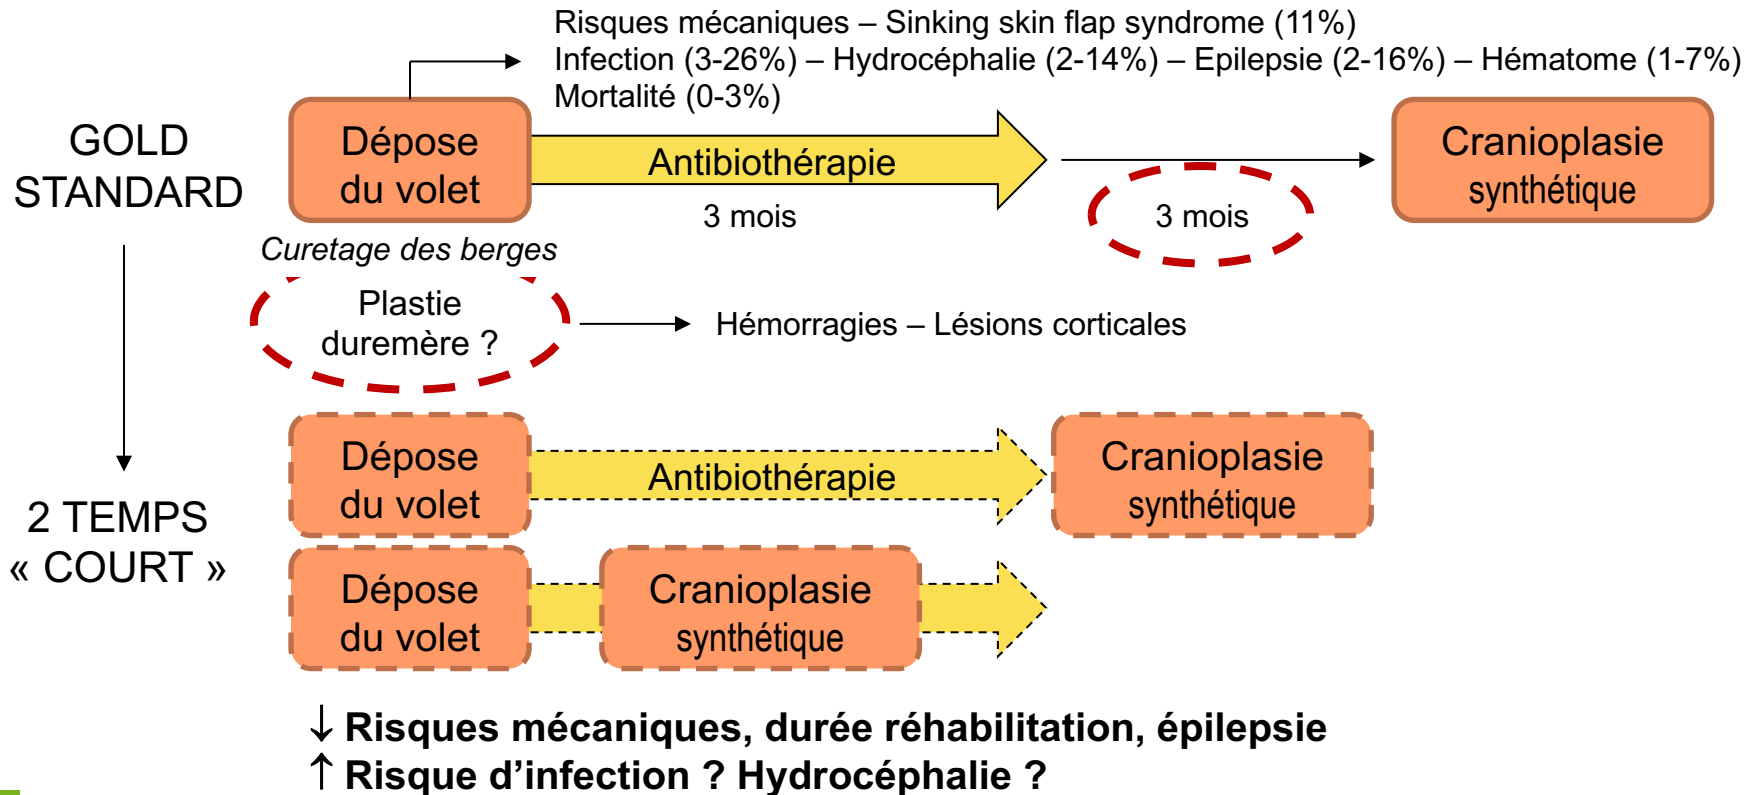 Risques mécaniques – Sinking skin flap syndrome (11%)
Infection (3-26%) – Hydrocéphalie (2-14%) – Epilepsie (2-16%) – Hématome (1-7%)
Mortalité (0-3%)
GOLD
STANDARD
Dépose
du volet
Antibiothérapie
3 mois
3 mois
Cranioplasie
synthétique
Curetage des berges
Plastie
duremère ?
Hémorragies – Lésions corticales
2 TEMPS
« COURT »
Dépose
du volet
Antibiothérapie
Cranioplasie
synthétique
Dépose
du volet
Cranioplasie
synthétique
↓ Risques mécaniques, durée réhabilitation, épilepsie
↑ Risque d'infection ? Hydrocéphalie ?